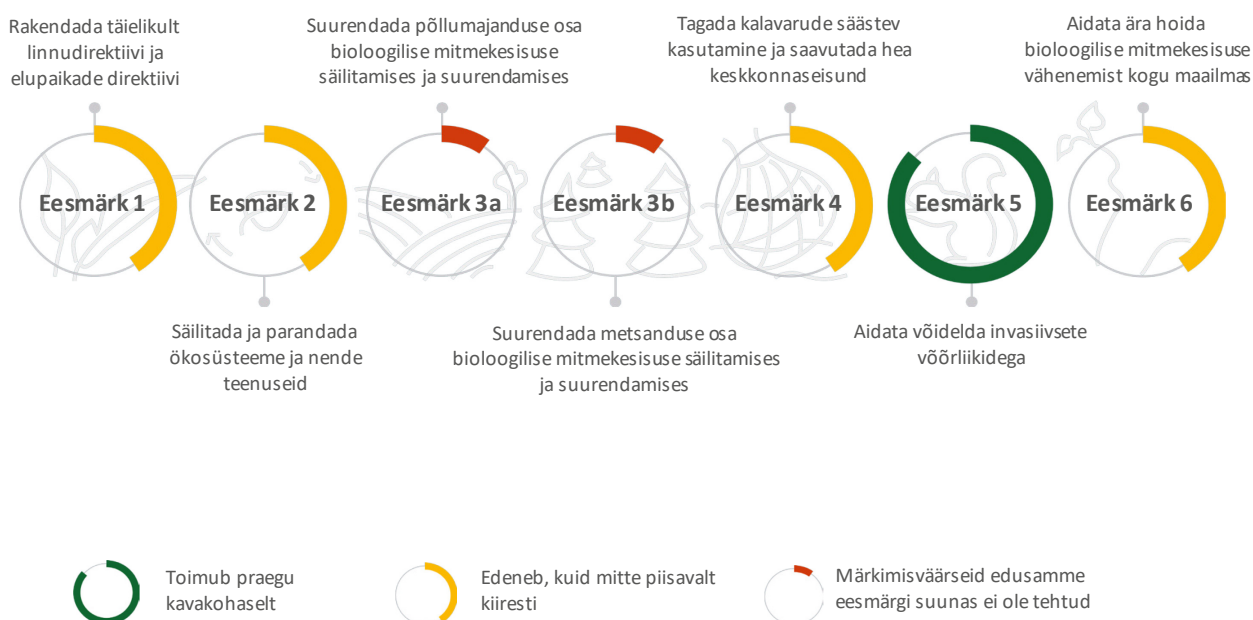 Rakendada täielikult
linnudirektiivi ja
elupaikade direktiivi
Suurendada põllumajanduse osa
bioloogilise mitmekesisuse
säilitamises ja suurendamises
Tagada kalavarude säästev
kasutamine ja saavutada hea
keskkonnaseisund
Aidata ära hoida
bioloogilise mitmekesisuse
vähenemist kogu maailmas
Eesmärk 1
Eesmärk 2
Eesmärk 3a
Eesmärk 3b
Eesmärk 4
Eesmärk 5
Eesmärk 6
Säilitada ja parandada
ökosüsteeme ja nende
teenuseid
Suurendada metsanduse osa
bioloogilise mitmekesisuse säilitamises
ja suurendamises
Aidata võidelda invasiivsete
võõrliikidega
Toimub praegu
kavakohaselt
Edeneb, kuid mitte piisavalt
kiiresti
Märkimisväärseid edusamme
eesmärgi suunas ei ole tehtud